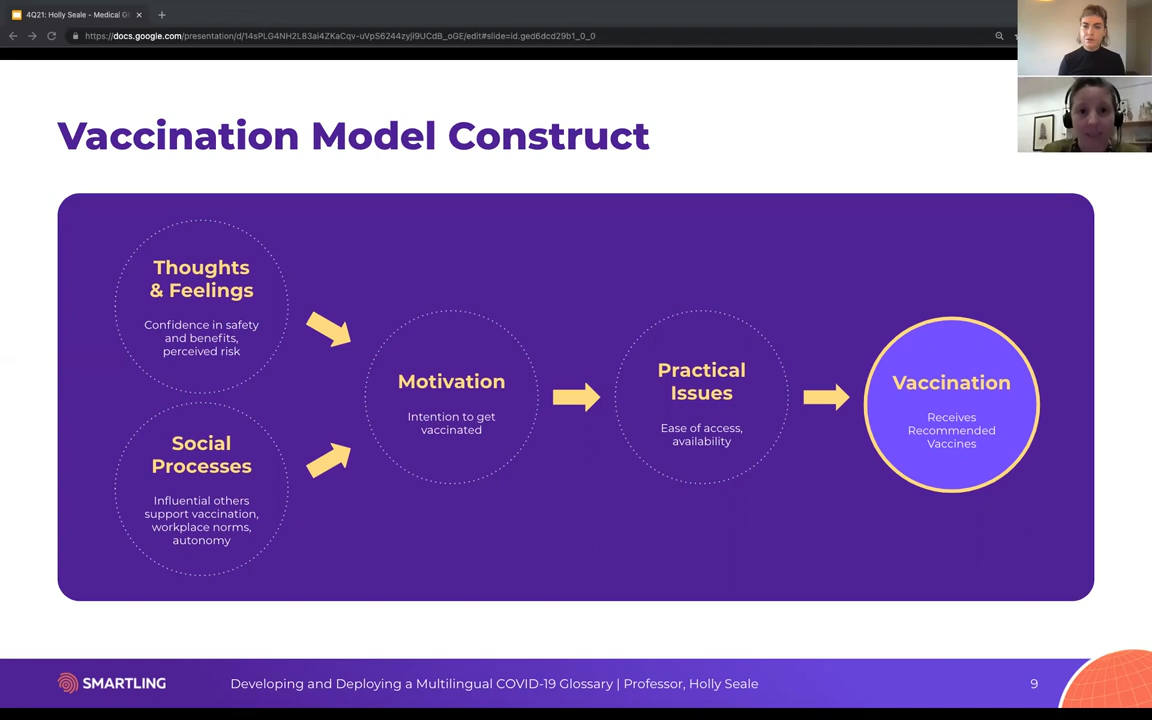 4Q21: Holly Seale - Medical Gl
https://docs.google.com/presentation/d/14sPLG4NH2L83ai4ZKaCqv-uVpS6244zyji9UCdB_oGE/edit#slide=id.ged6dcd29b1_0_0
Vaccination Model Construct
Thoughts
& Feelings
Confidence in safety
and benefits,
perceived risk
Social
Processes
Influential others
support vaccination,
workplace norms,
autonomy
Motivation
Intention to get
vaccinated
Practical
Issues
Ease of access,
availability
Vaccination
Receives
Recommended
Vaccines
SMARTLING
Developing and Deploying a Multilingual COVID-19 Glossary | Professor, Holly Seale
9